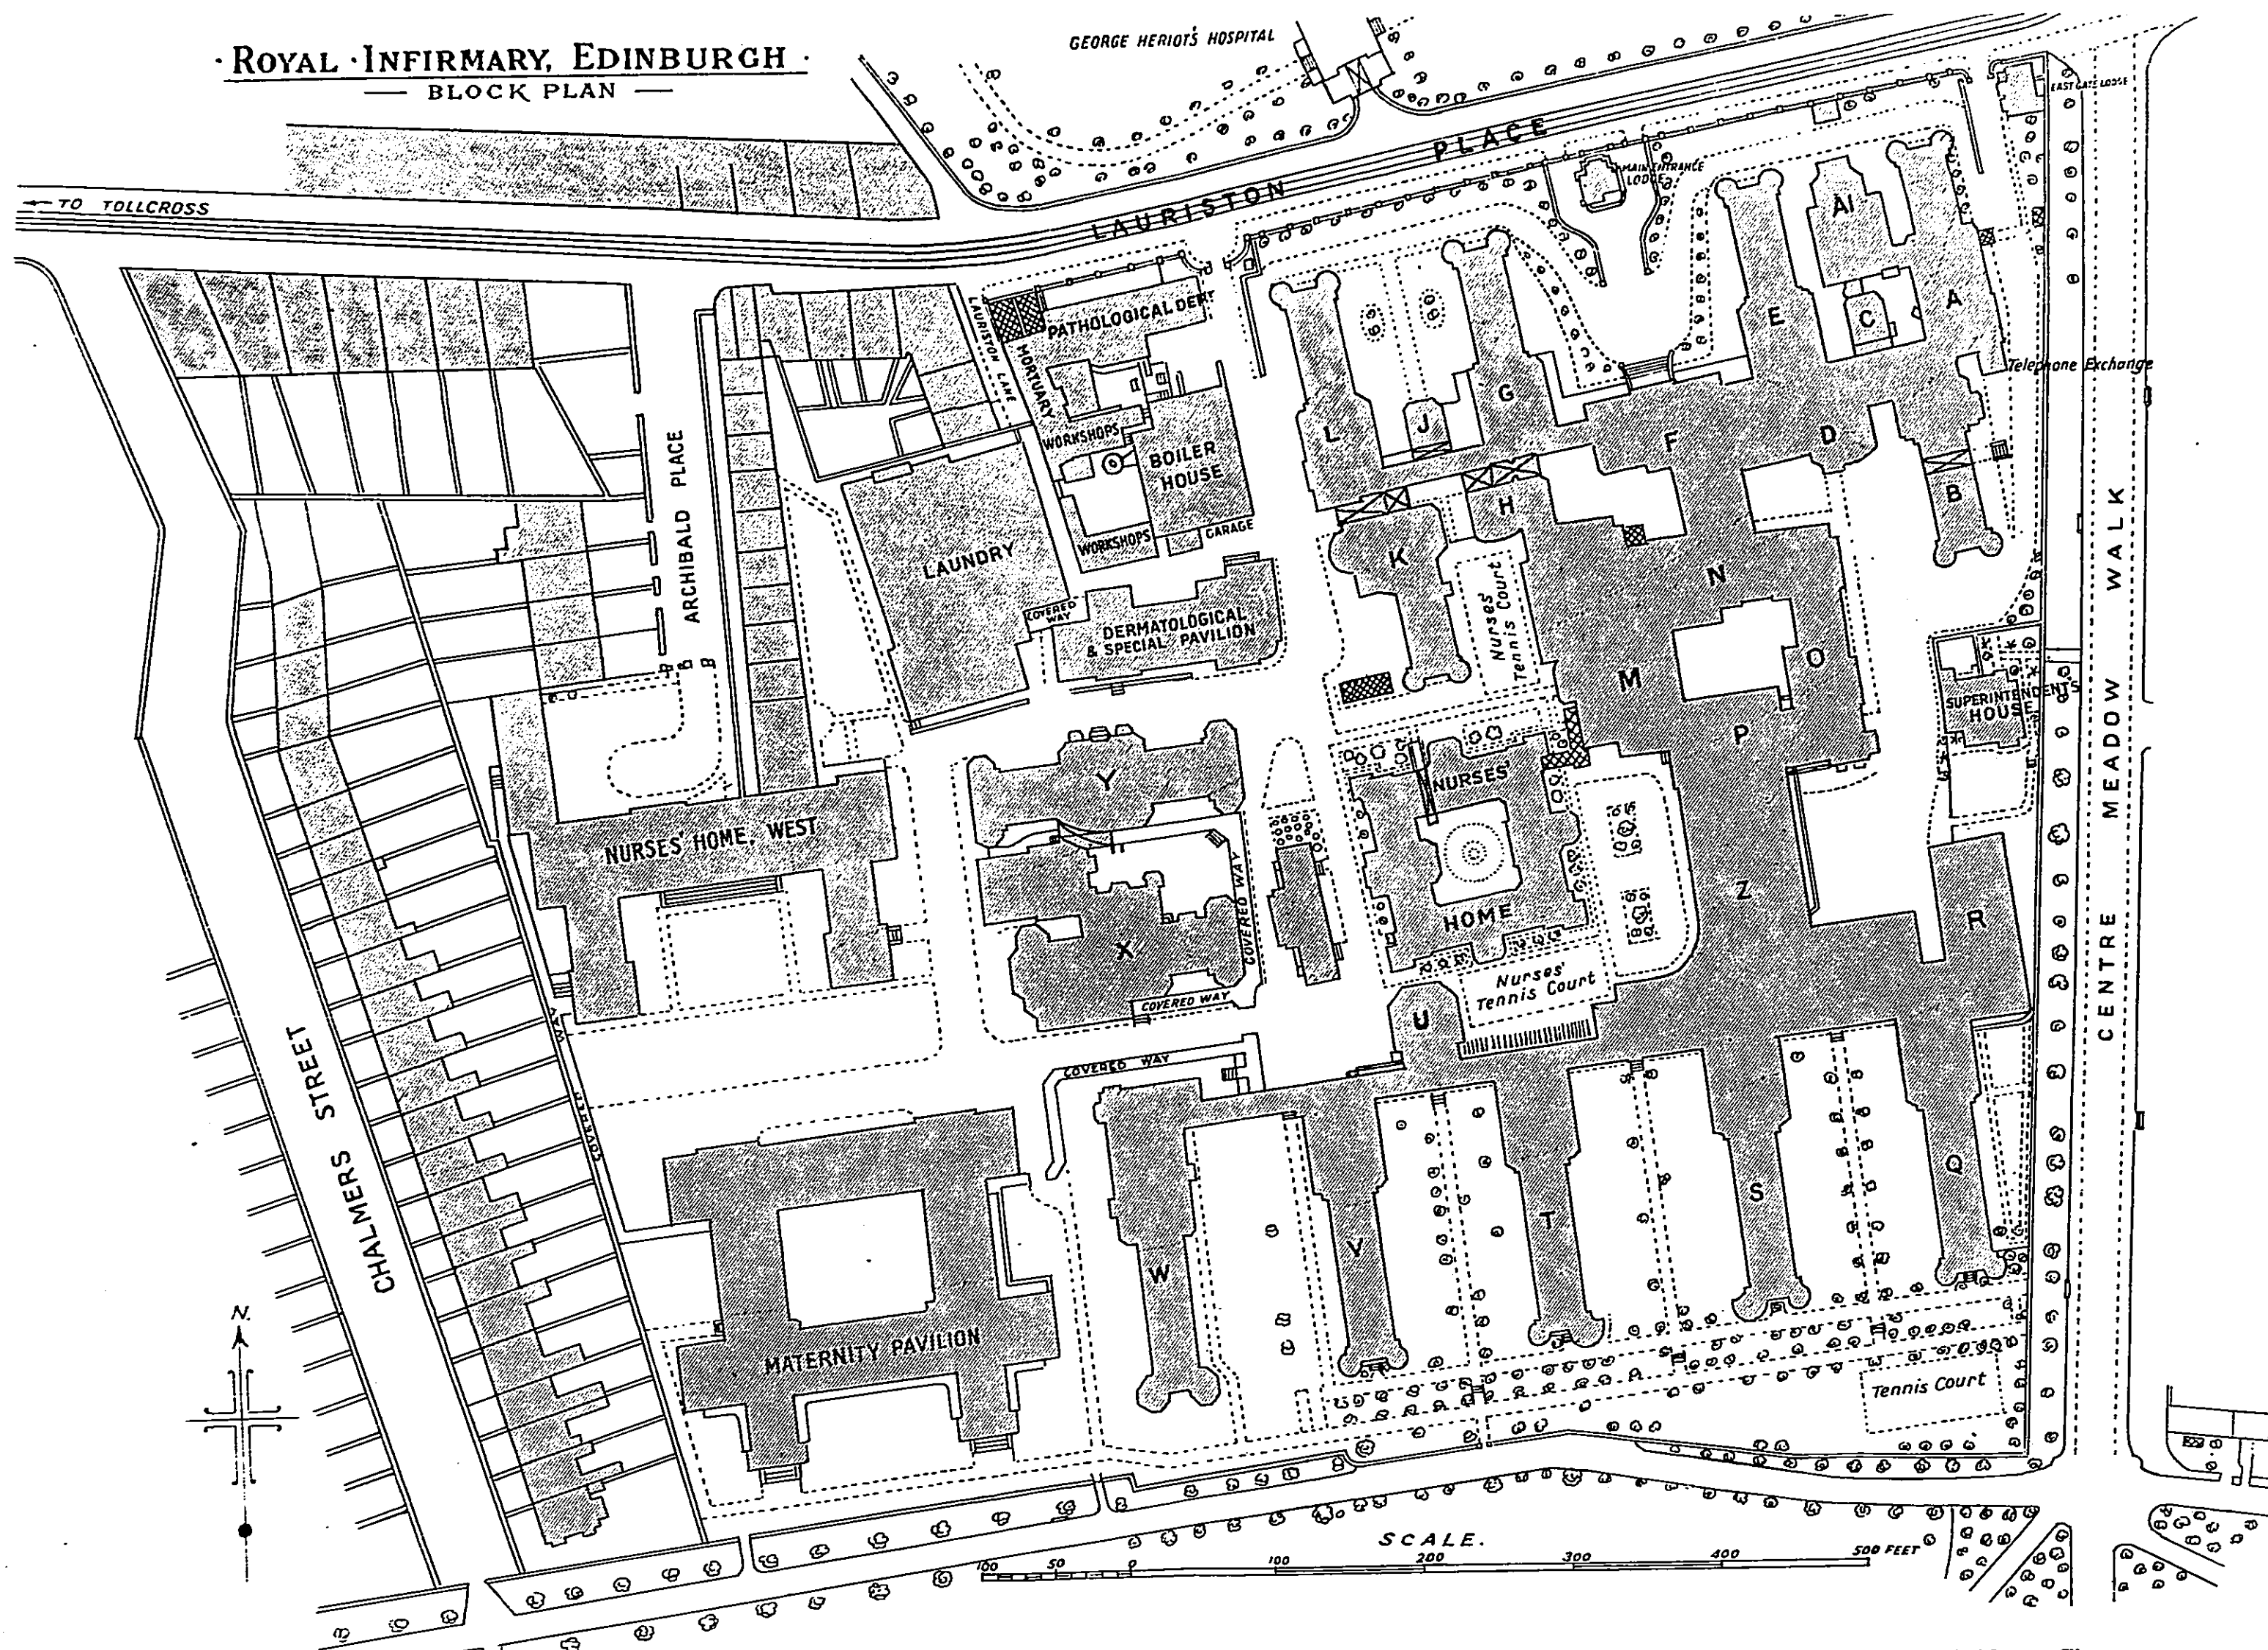 · ROYAL · INFIRMARY, EDINBURGH ·
— BLOCK PLAN —
GEORGE HERIOT'S HOSPITAL
EAST GATE LODGE
LAURISTON PLACE
MAIN ENTRANCE
LODGE
← TO TOLLCROSS
A1
A
E
C
Telephone Exchange
LAURISTON LANE
PATHOLOGICAL DEPT
MORTUARY
WORKSHOPS
BOILER
HOUSE
WORKSHOPS
GARAGE
L
J
G
F
D
B
H
K
N
M
O
P
Nurses'
Tennis Court
ARCHIBALD PLACE
LAUNDRY
COVERED
WAY
DERMATOLOGICAL
& SPECIAL PAVILION
SUPERINTENDENTS
HOUSE
CENTRE MEADOW WALK
Y
NURSES'
HOME
NURSES' HOME, WEST
COVERED WAY
X
COVERED WAY
Z
R
Nurses'
Tennis Court
U
COVERED WAY
COVERED WAY
CHALMERS STREET
W
V
T
S
Q
MATERNITY PAVILION
Tennis Court
N.
SCALE.
100 50 0 100 200 300 400 500 FEET